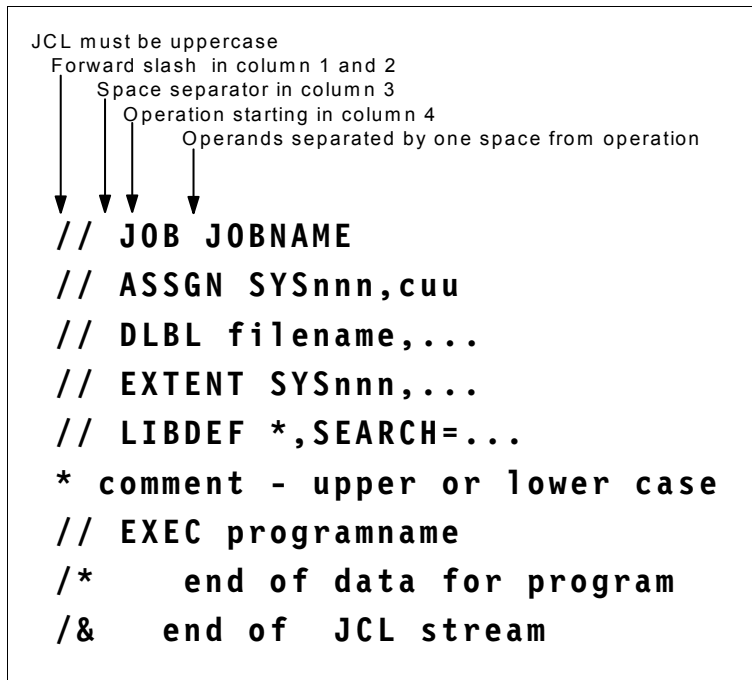 JCL must be uppercase
Forward slash in column 1 and 2
Space separator in column 3
Operation starting in column 4
Operands separated by one space from operation
// JOB JOBNAME
// ASSGN SYSnnn,cuu
// DLBL filename,...
// EXTENT SYSnnn,...
// LIBDEF *,SEARCH=...
* comment - upper or lower case
// EXEC programname
/* end of data for program
/& end of JCL stream